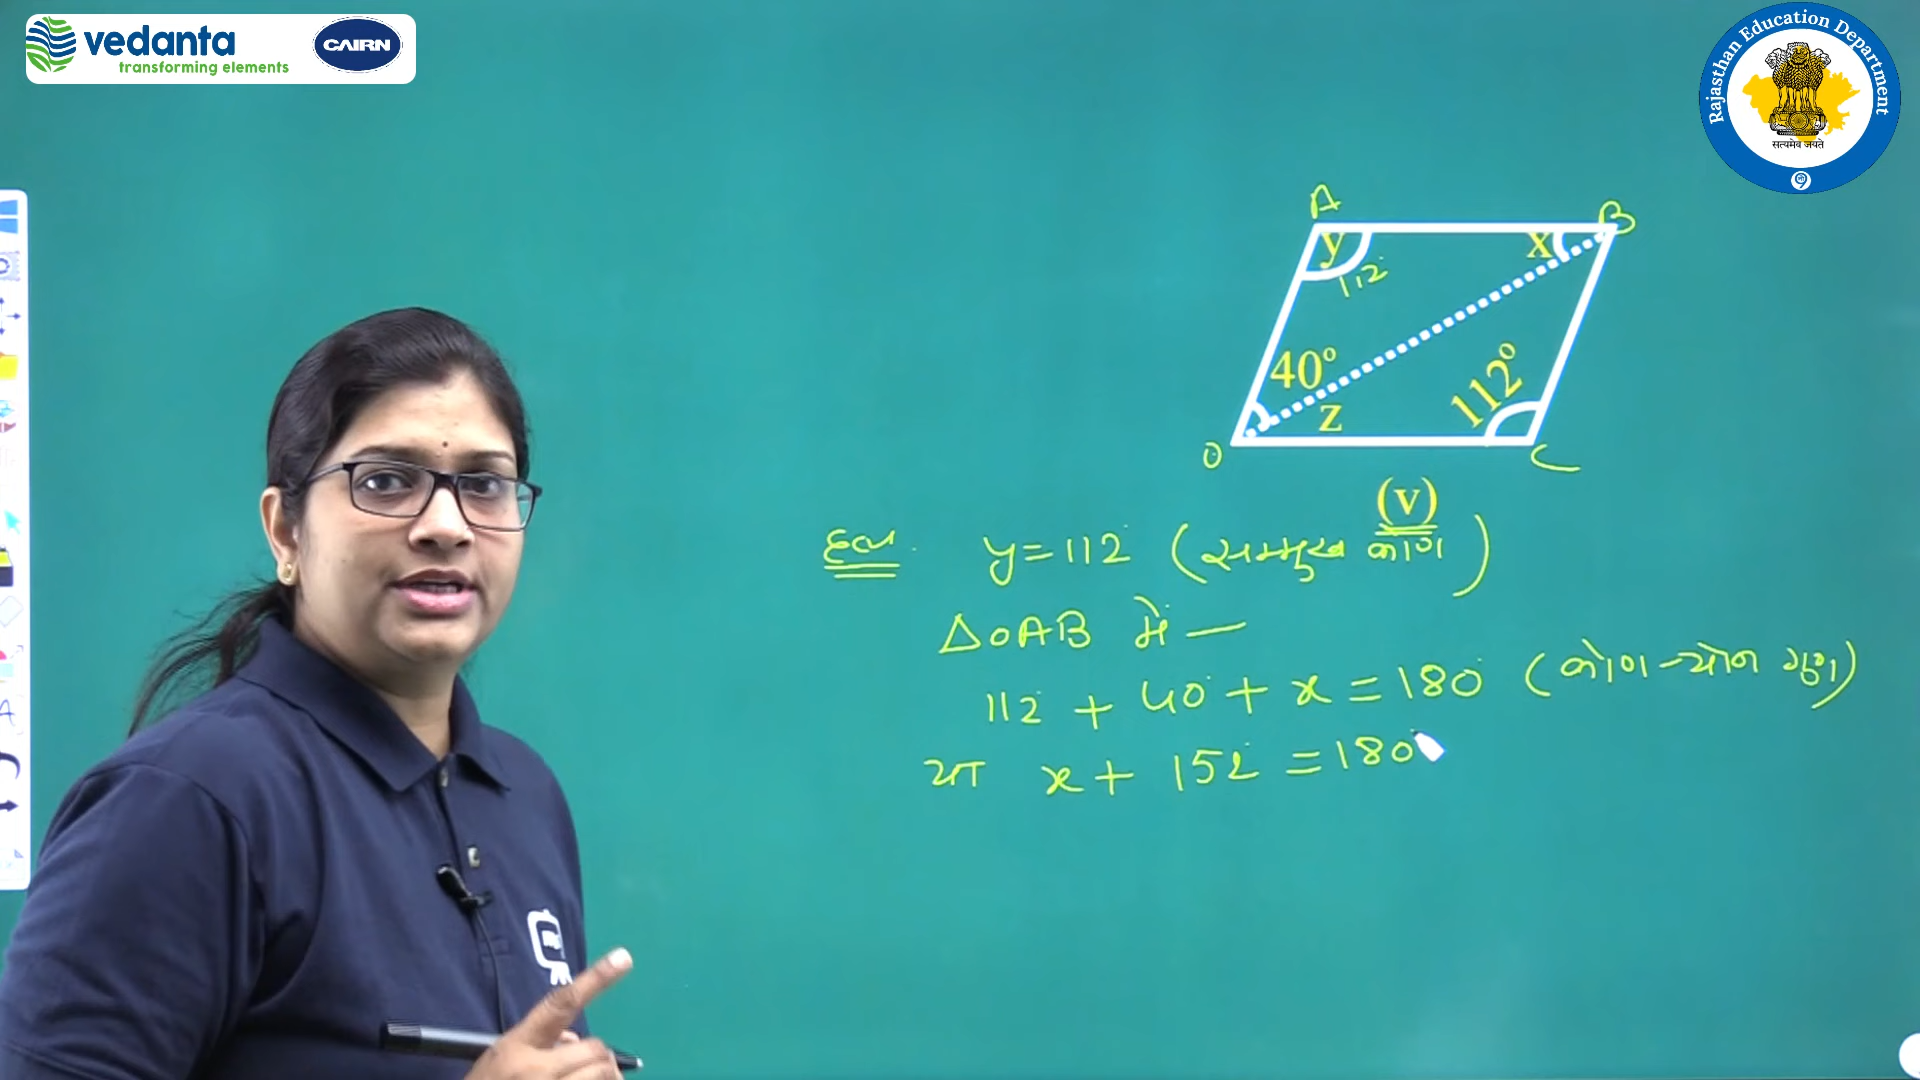 vedanta
transforming elements
CAIRN
Rajasthan Education Department
सत्यमेव जयते
A
B
y
x
112°
40°
z
112°
O
C
(v)
हल y = 112° (सम्मुख कोण)
△OAB में —
112° + 40° + x = 180° (कोण-योग गुण)
या x + 152° = 180°